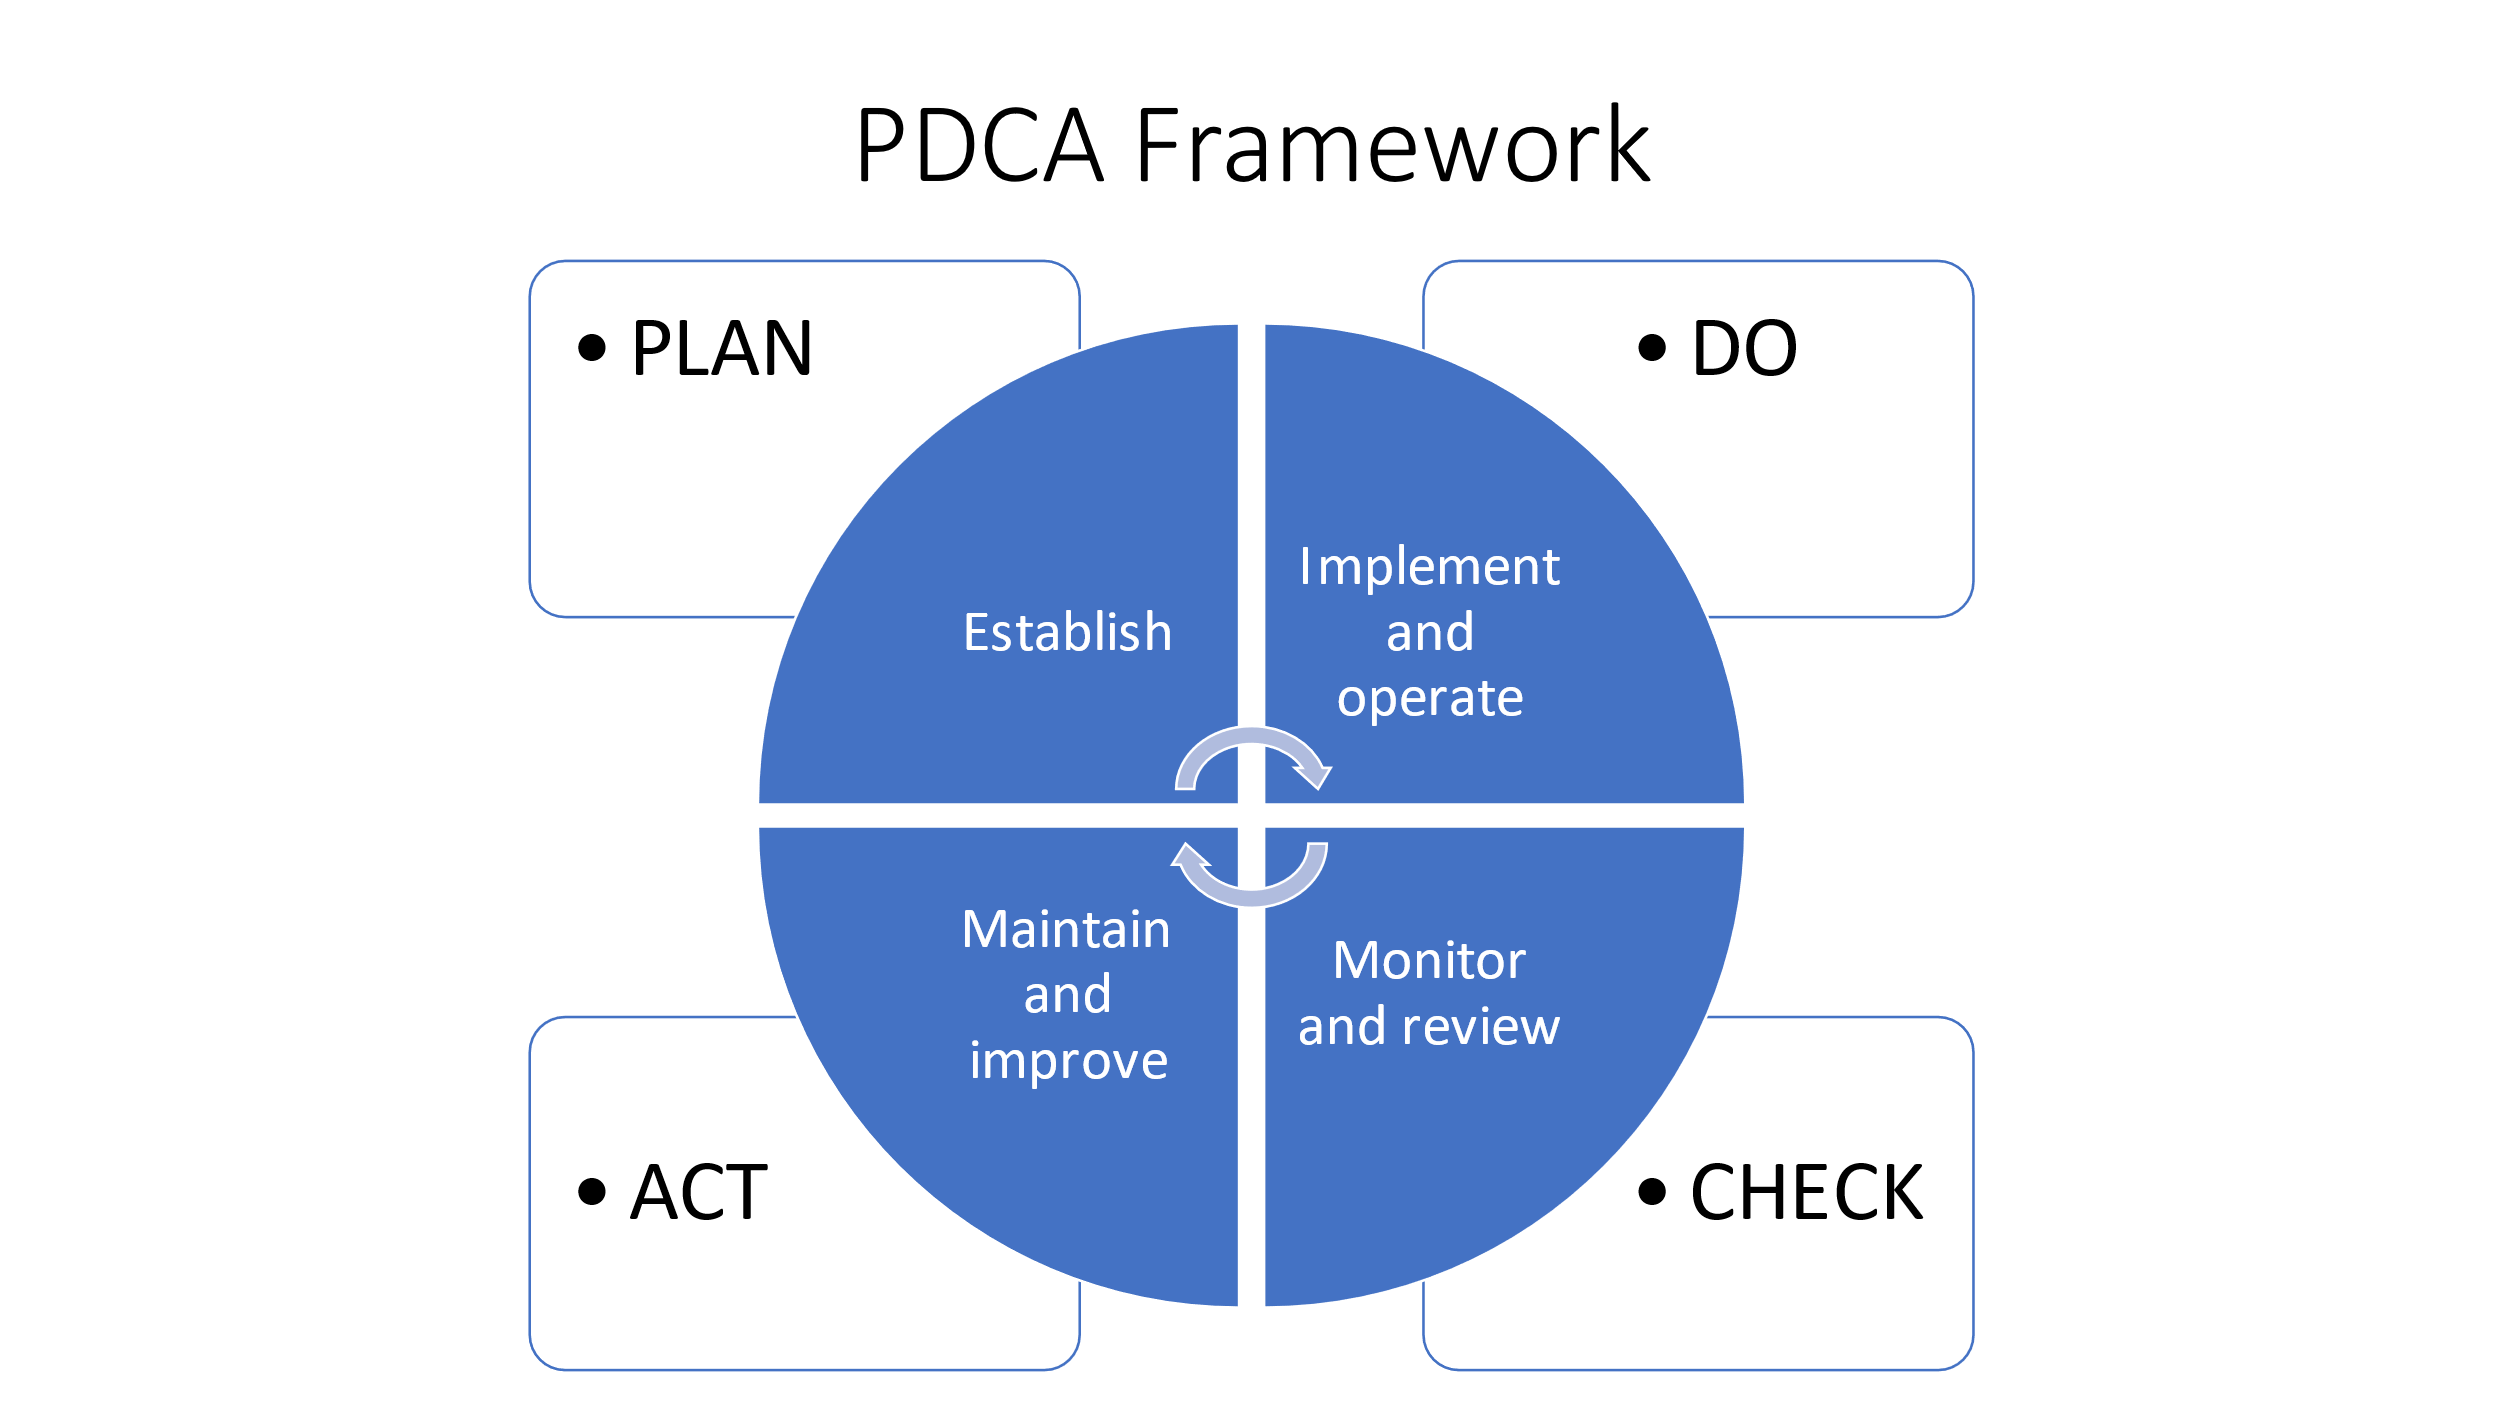 PDCA Framework
• PLAN
• DO
Establish
Implement
and
operate
Maintain
and
improve
Monitor
and review
• ACT
• CHECK